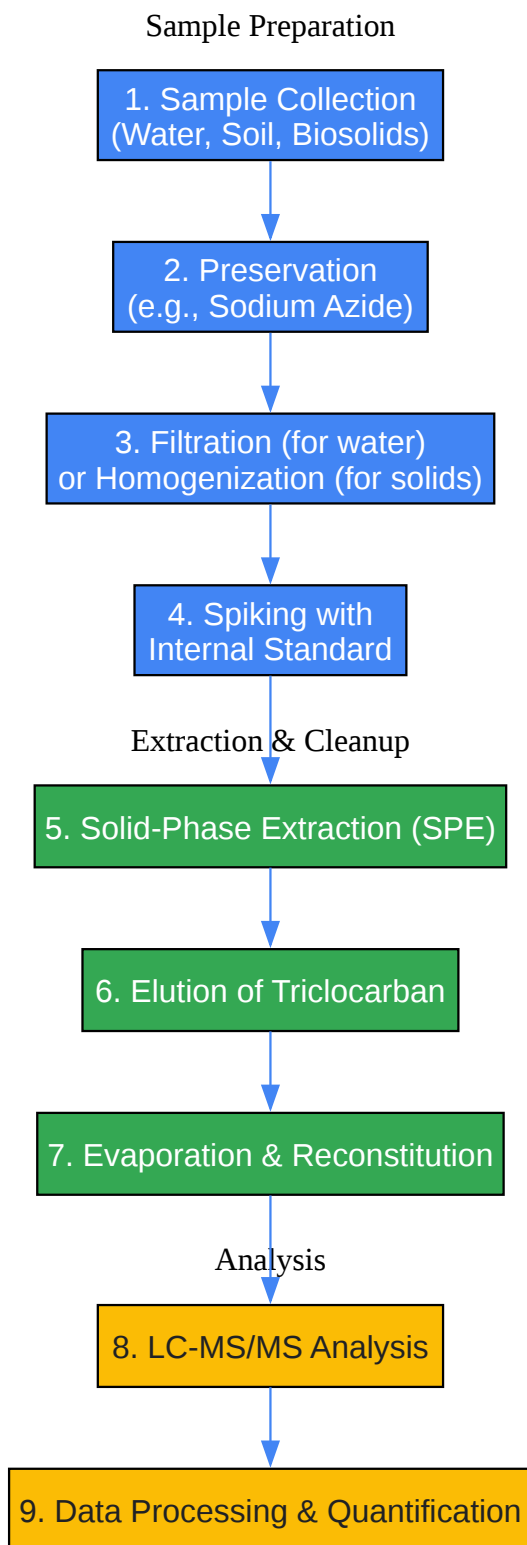 Sample Preparation
1. Sample Collection
(Water, Soil, Biosolids)
2. Preservation
(e.g., Sodium Azide)
3. Filtration (for water)
or Homogenization (for solids)
4. Spiking with
Internal Standard
Extraction & Cleanup
5. Solid-Phase Extraction (SPE)
6. Elution of Triclocarban
7. Evaporation & Reconstitution
Analysis
8. LC-MS/MS Analysis
9. Data Processing & Quantification